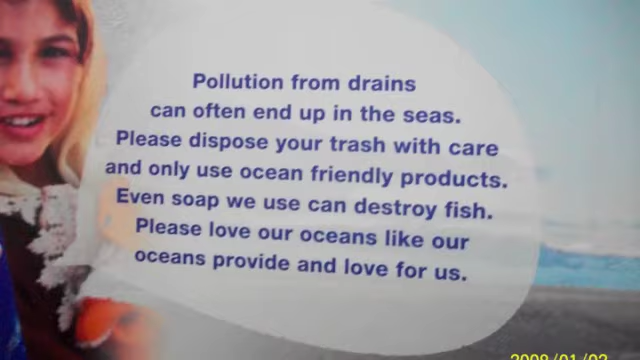 Pollution from drains
can often end up in the seas.
Please dispose your trash with care
and only use ocean friendly products.
Even soap we use can destroy fish.
Please love our oceans like our
oceans provide and love for us.